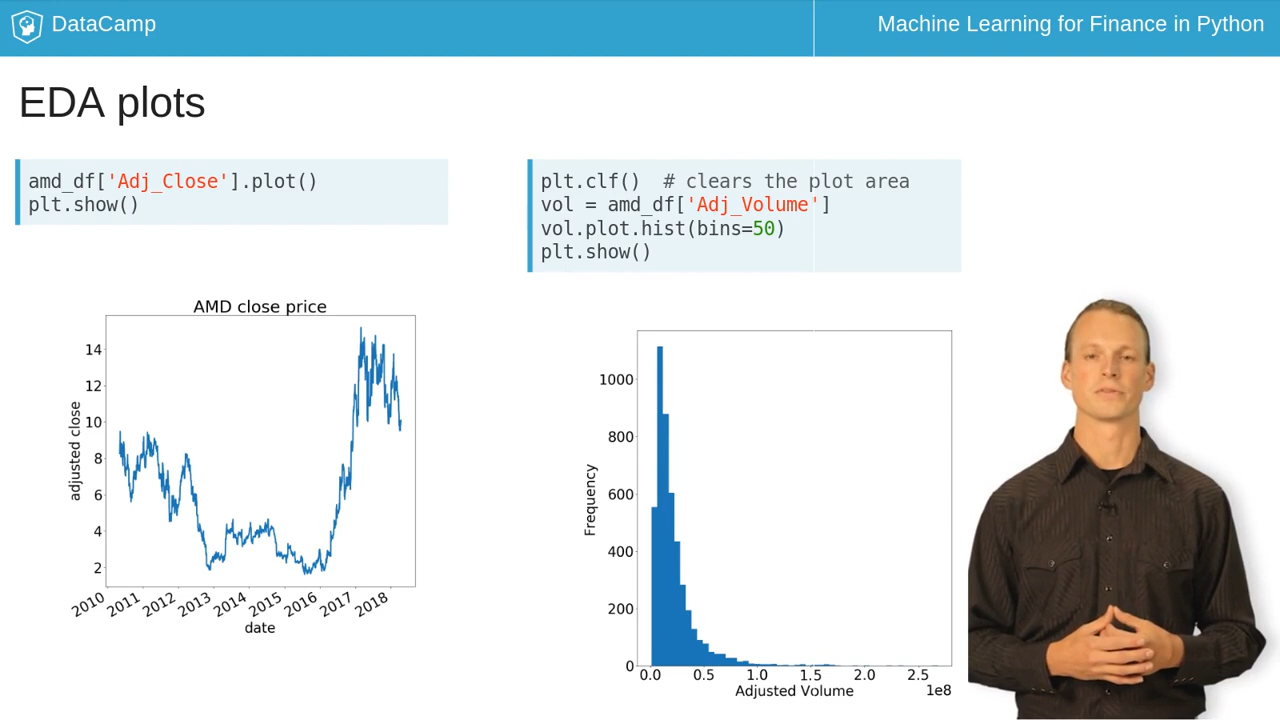 DataCamp
Machine Learning for Finance in Python
EDA plots
amd_df['Adj_Close'].plot()
plt.show()
plt.clf()  # clears the plot area
vol = amd_df['Adj_Volume']
vol.plot.hist(bins=50)
plt.show()
AMD close price
adjusted close
14
12
10
8
6
4
2
2010 2011 2012 2013 2014 2015 2016 2017 2018
date
Frequency
1000
800
600
400
200
0
0.0 0.5 1.0 1.5 2.0 2.5
Adjusted Volume
1e8